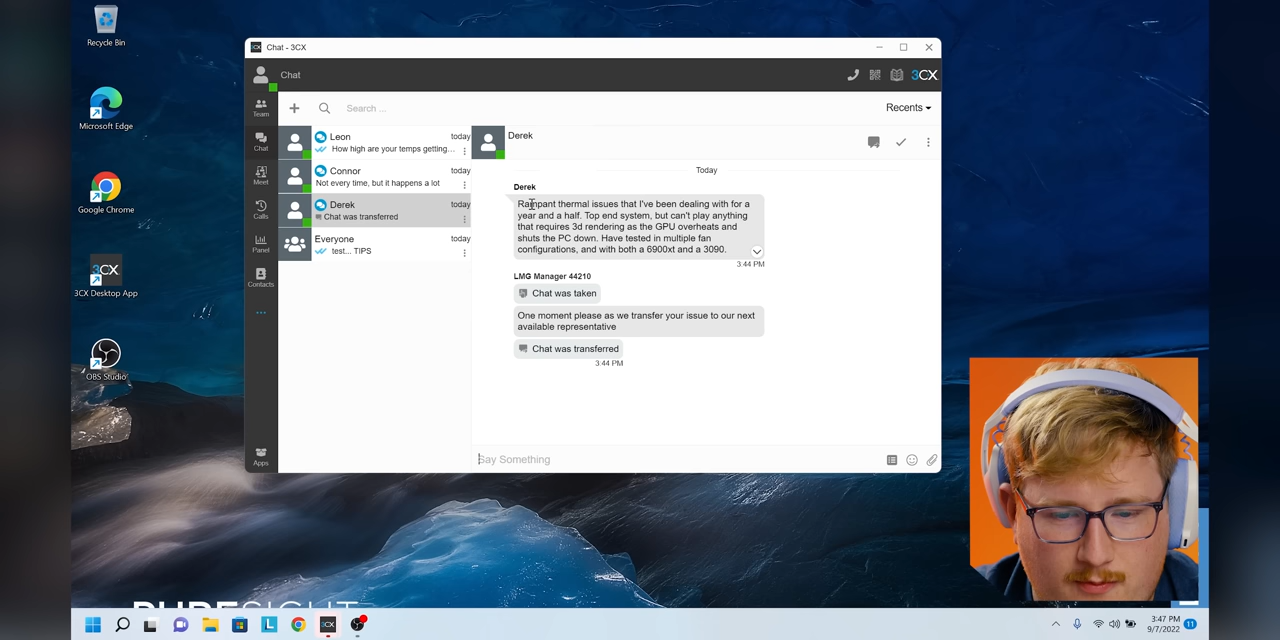 Recycle Bin
Microsoft Edge
Google Chrome
3CX
3CX Desktop App
OBS Studio
3CX Chat - 3CX
Chat
3CX
Team
Chat
Meet
Calls
Panel
Contacts
Apps
Search ...
Recents
Leon today
How high are your temps getting...
Connor today
Not every time, but it happens a lot
Derek today
Chat was transferred
Everyone today
test... TIPS
Derek
Today
Derek
Rampant thermal issues that I've been dealing with for a
year and a half. Top end system, but can't play anything
that requires 3d rendering as the GPU overheats and
shuts the PC down. Have tested in multiple fan
configurations, and with both a 6900xt and a 3090.
3:44 PM
LMG Manager 44210
Chat was taken
One moment please as we transfer your issue to our next
available representative
Chat was transferred
3:44 PM
Say Something
PURESIGHT
L
3CX
3:47 PM
9/7/2022
11